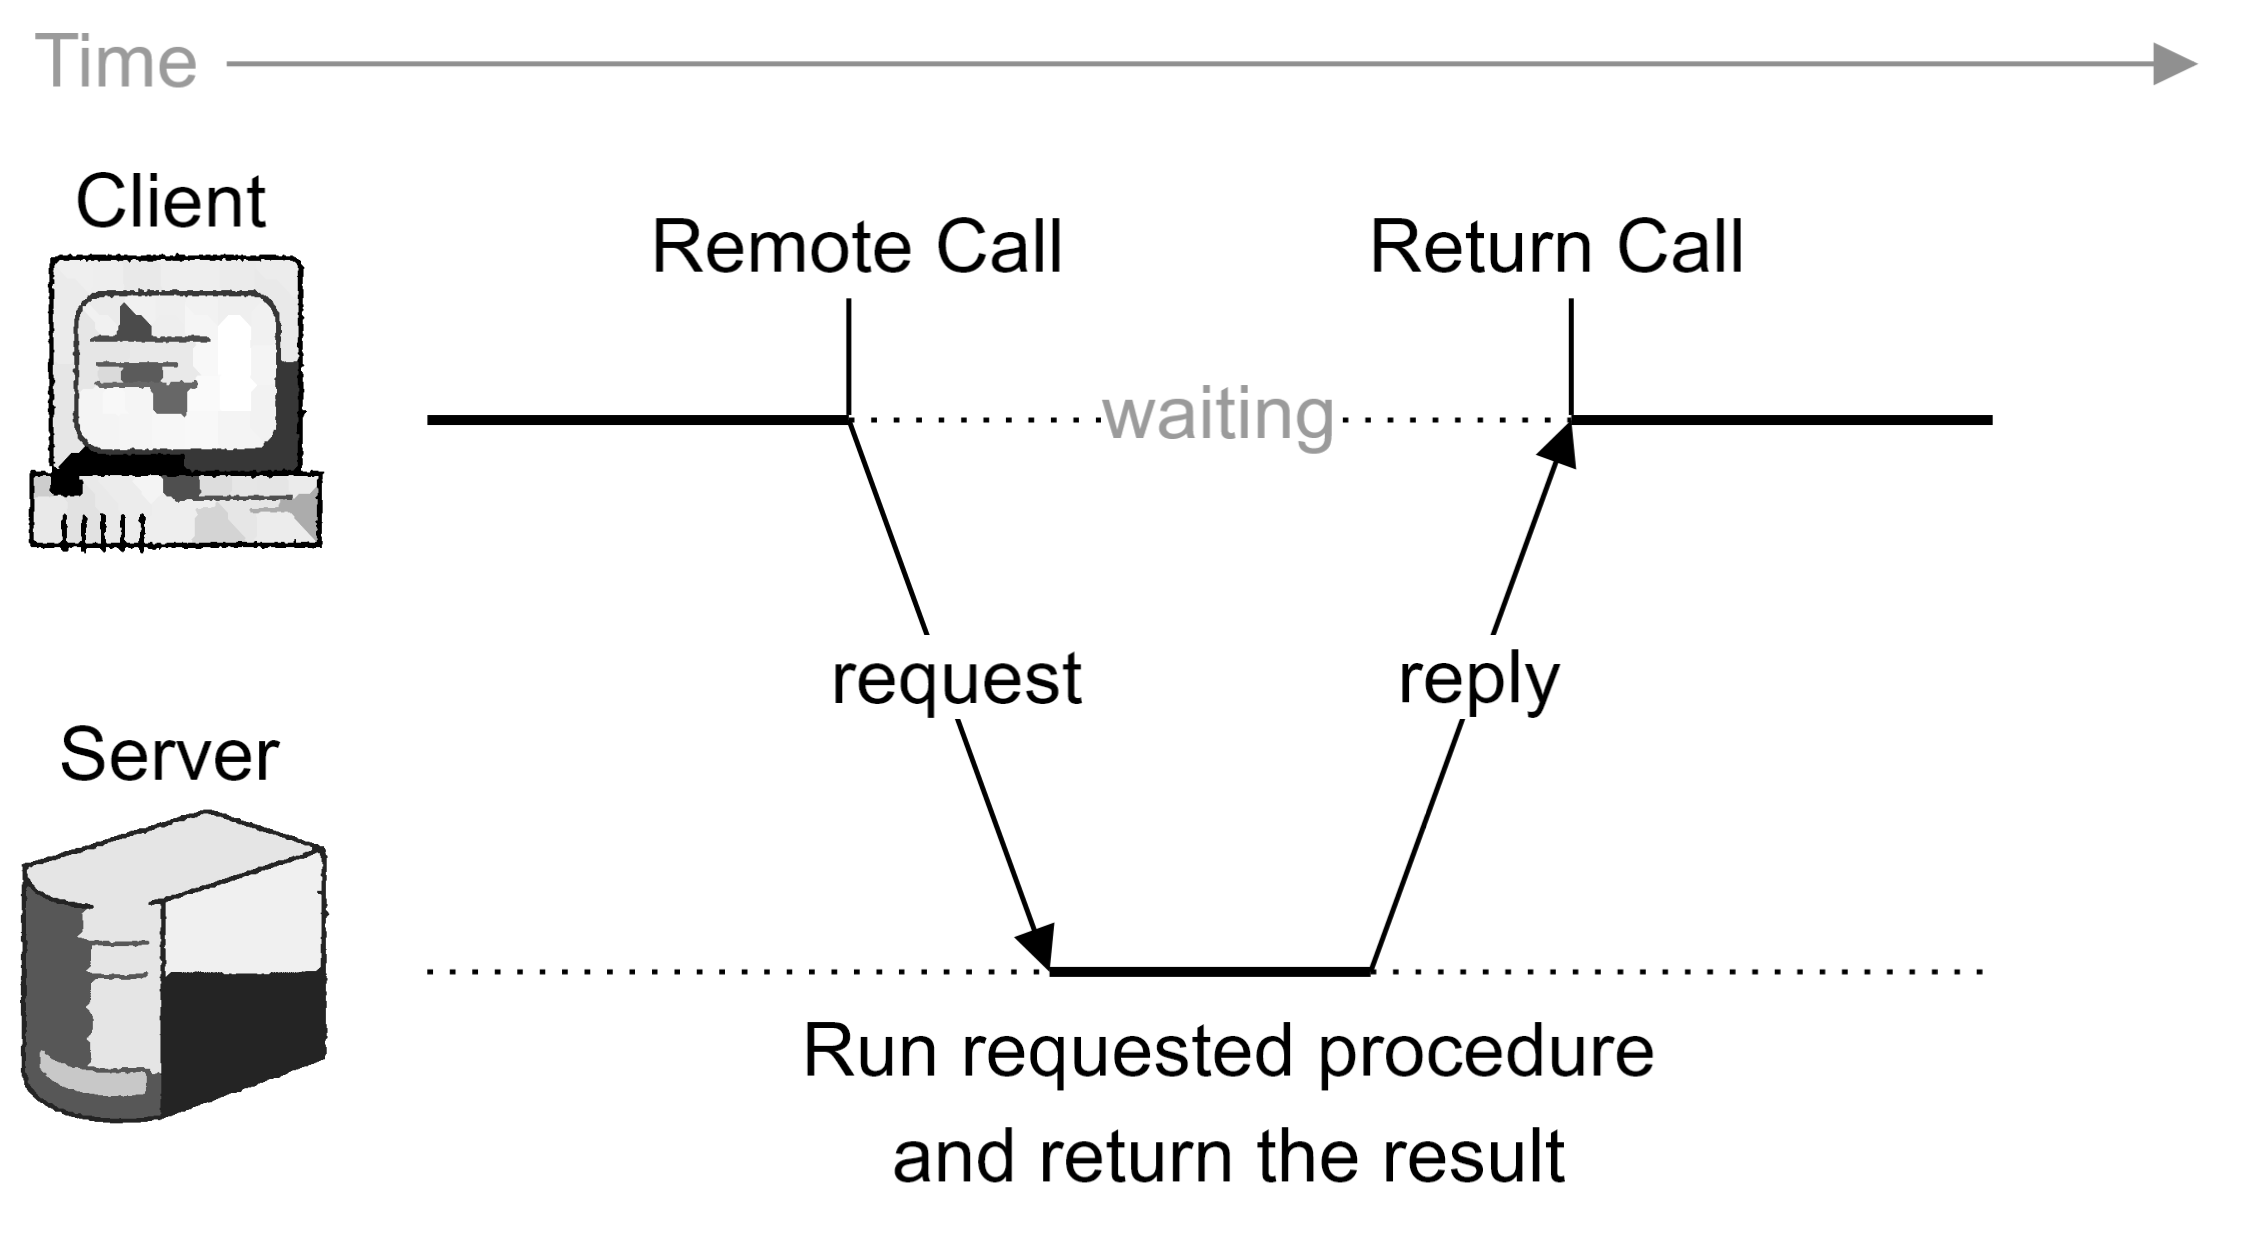 Time
Client
Remote Call
Return Call
waiting
request
reply
Server
Run requested procedure
and return the result